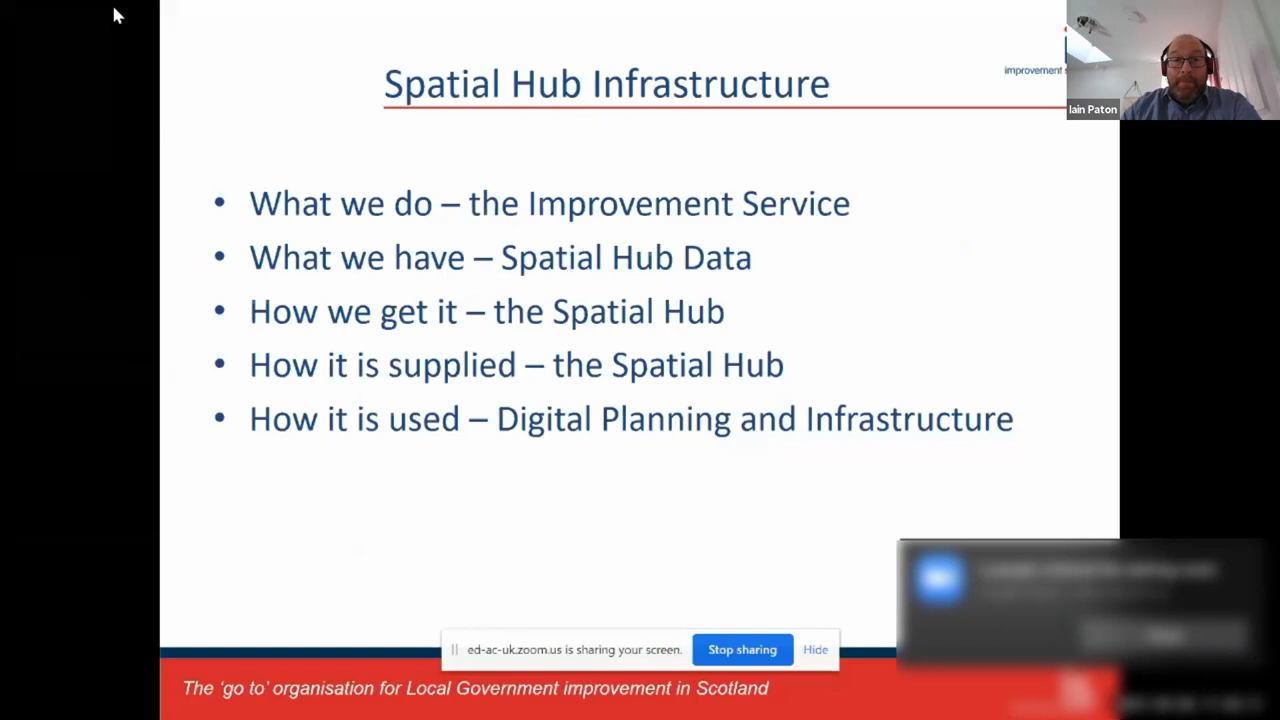 Spatial Hub Infrastructure
improvement
Iain Paton
• What we do – the Improvement Service
• What we have – Spatial Hub Data
• How we get it – the Spatial Hub
• How it is supplied – the Spatial Hub
• How it is used – Digital Planning and Infrastructure
ed-ac-uk.zoom.us is sharing your screen.
Stop sharing
Hide
The ‘go to’ organisation for Local Government improvement in Scotland